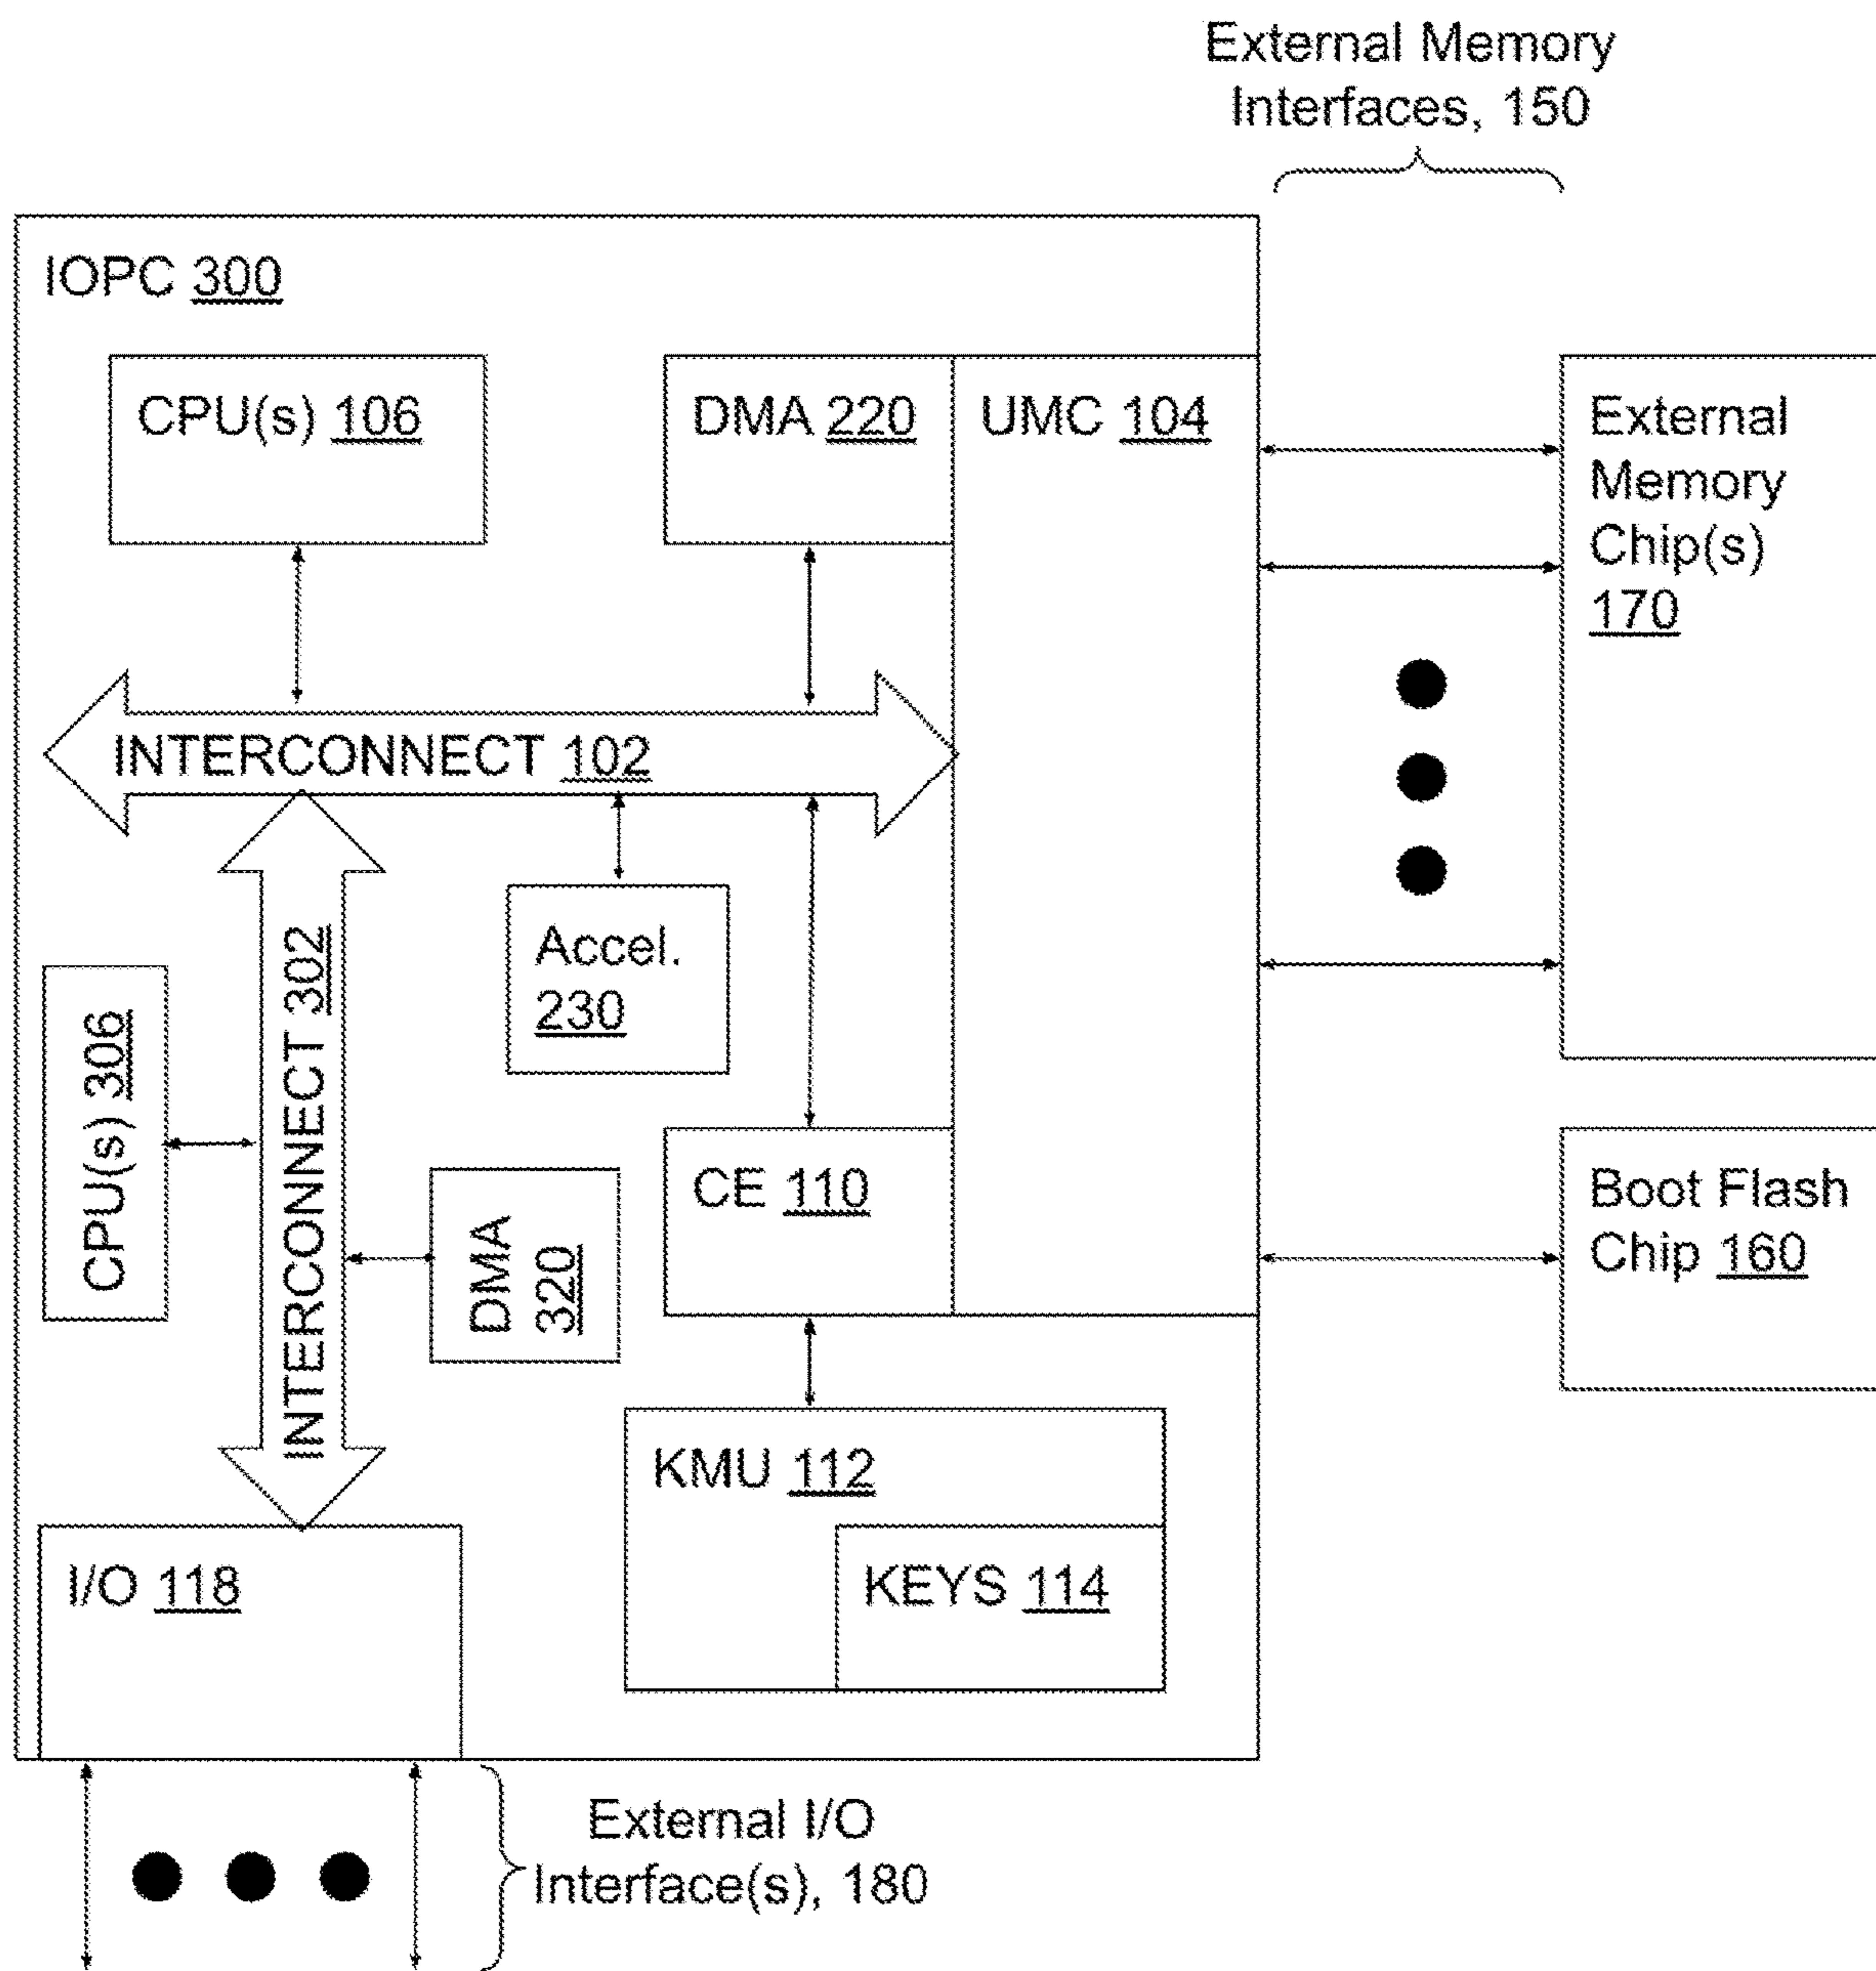 External Memory
Interfaces, 150
IOPC 300
CPU(s) 106
DMA 220
UMC 104
External
Memory
Chip(s)
170
INTERCONNECT 102
Accel.
230
INTERCONNECT 302
CPU(s) 306
DMA
320
CE 110
Boot Flash
Chip 160
KMU 112
KEYS 114
I/O 118
External I/O
Interface(s), 180